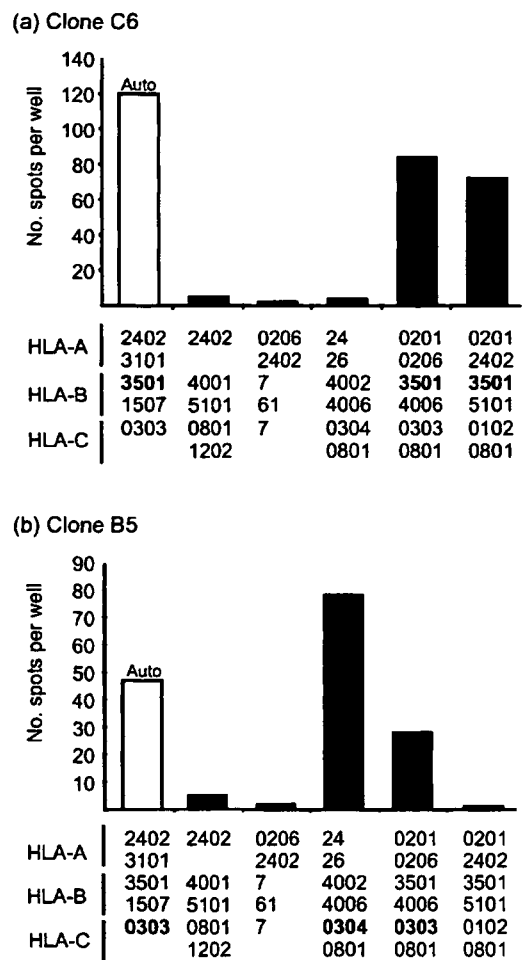 (a) Clone C6
No. spots per well
140
120
100
80
60
40
20
Auto
HLA-A
2402 2402 0206 24 0201 0201
3101 2402 26 0206 2402
HLA-B
3501 4001 7 4002 3501 3501
1507 5101 61 4006 4006 5101
HLA-C
0303 0801 7 0304 0303 0102
1202 0801 0801 0801
(b) Clone B5
No. spots per well
90
80
70
60
50
40
30
20
10
Auto
HLA-A
2402 2402 0206 24 0201 0201
3101 2402 26 0206 2402
HLA-B
3501 4001 7 4002 3501 3501
1507 5101 61 4006 4006 5101
HLA-C
0303 0801 7 0304 0303 0102
1202 0801 0801 0801